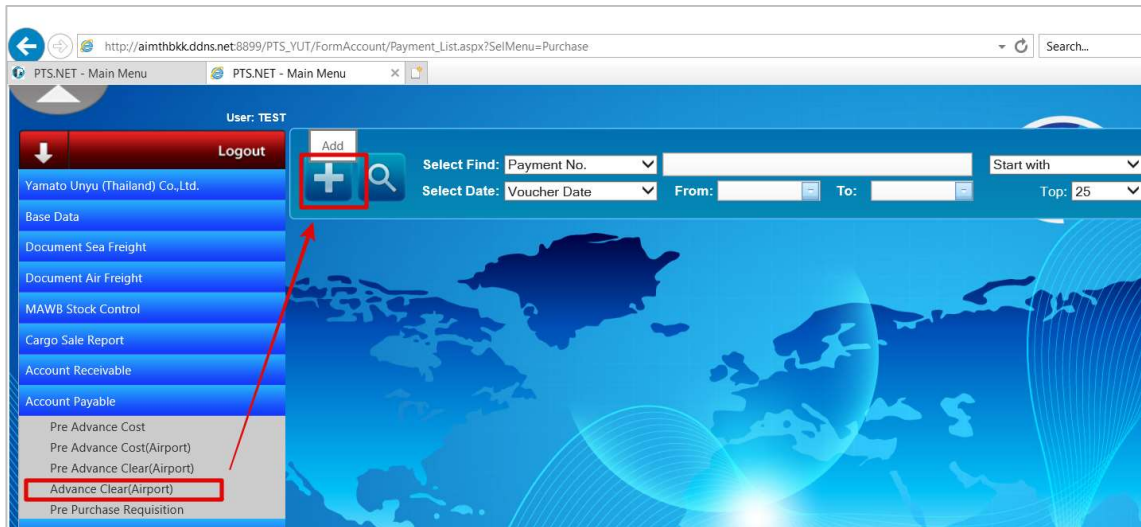 http://aimthbkk.ddns.net:8899/PTS_YUT/FormAccount/Payment_List.aspx?SelMenu=Purchase
Search...
PTS.NET - Main Menu
PTS.NET - Main Menu
User: TEST
Logout
Add
Select Find: Payment No.
Start with
Select Date: Voucher Date From: To: Top: 25
Yamato Unyu (Thailand) Co.,Ltd.
Base Data
Document Sea Freight
Document Air Freight
MAWB Stock Control
Cargo Sale Report
Account Receivable
Account Payable
Pre Advance Cost
Pre Advance Cost(Airport)
Pre Advance Clear(Airport)
Advance Clear(Airport)
Pre Purchase Requisition